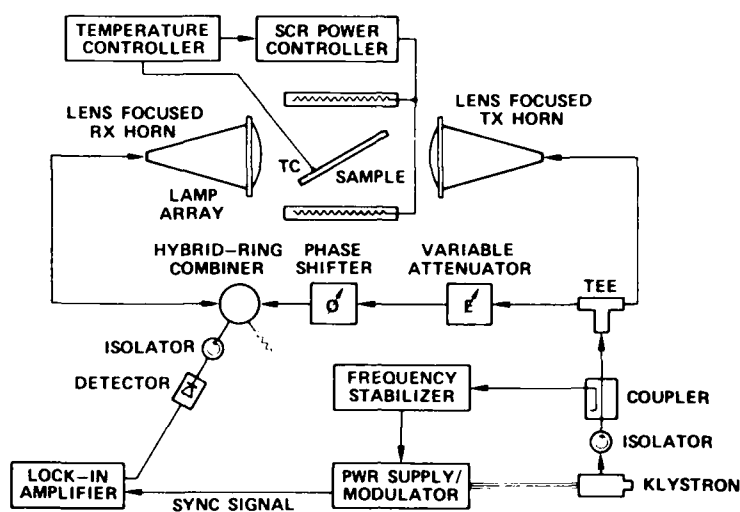 TEMPERATURE
CONTROLLER
SCR POWER
CONTROLLER
LENS FOCUSED
RX HORN
LENS FOCUSED
TX HORN
TC
SAMPLE
LAMP
ARRAY
HYBRID-RING
COMBINER
PHASE
SHIFTER
VARIABLE
ATTENUATOR
TEE
Ø
E
ISOLATOR
DETECTOR
FREQUENCY
STABILIZER
COUPLER
ISOLATOR
LOCK-IN
AMPLIFIER
SYNC SIGNAL
PWR SUPPLY/
MODULATOR
KLYSTRON